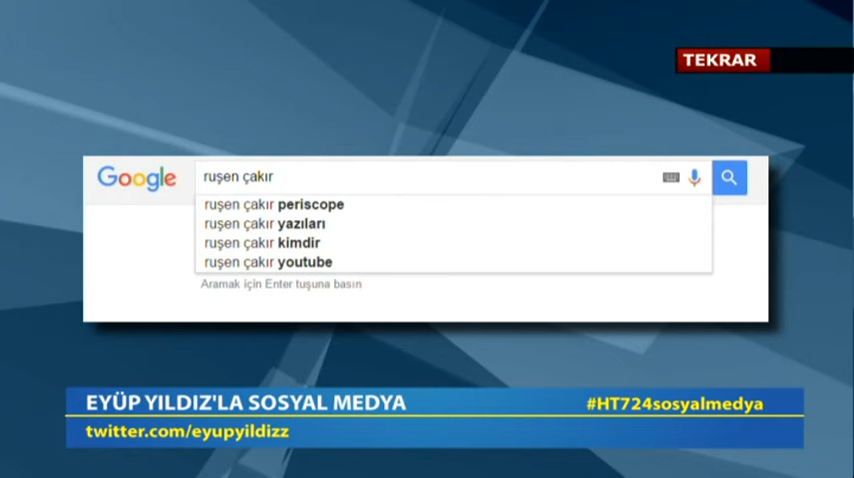 TEKRAR
Google
ruşen çakır
ruşen çakır periscope
ruşen çakır yazıları
ruşen çakır kimdir
ruşen çakır youtube
Aramak için Enter tuşuna basın
EYÜP YILDIZ'LA SOSYAL MEDYA
#HT724sosyalmedya
twitter.com/eyupyildizz